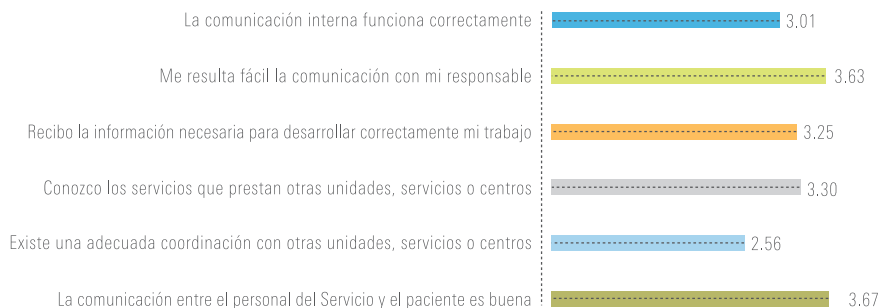 La comunicación interna funciona correctamente 3.01
Me resulta fácil la comunicación con mi responsable 3.63
Recibo la información necesaria para desarrollar correctamente mi trabajo 3.25
Conozco los servicios que prestan otras unidades, servicios o centros 3.30
Existe una adecuada coordinación con otras unidades, servicios o centros 2.56
La comunicación entre el personal del Servicio y el paciente es buena 3.67